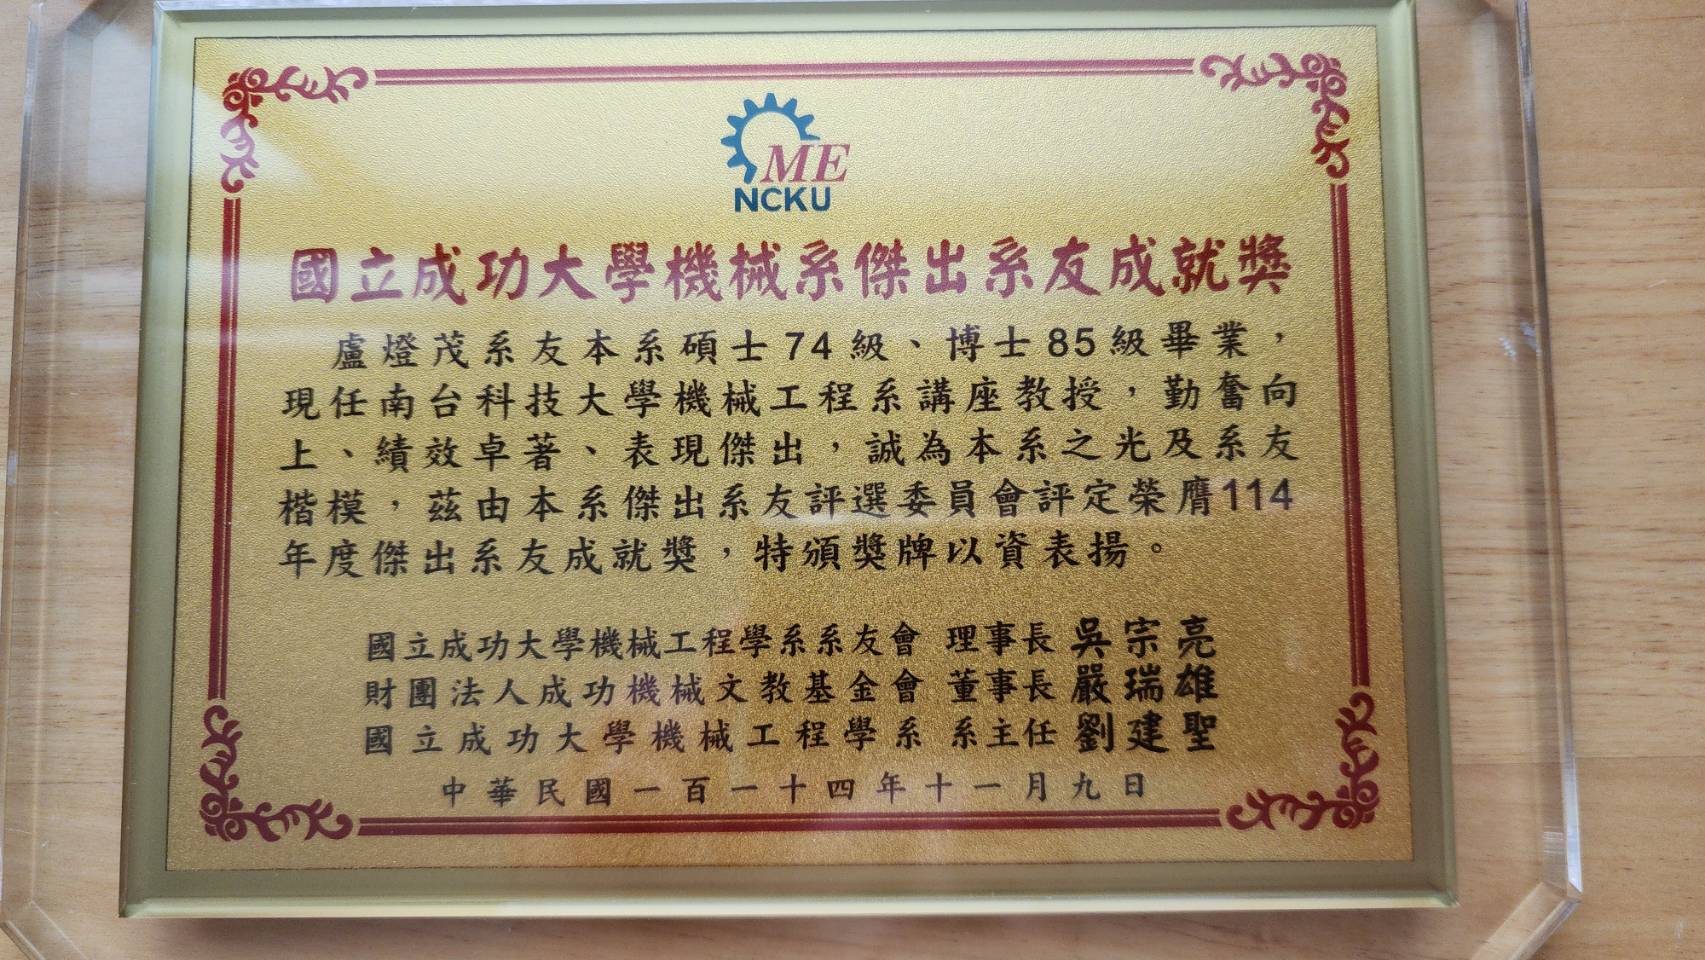 ME
NCKU
國立成功大學機械系傑出系友成就獎
盧燈茂系友本系碩士74級、博士85級畢業，
現任南台科技大學機械工程系講座教授，勤奮向
上、績效卓著、表現傑出，誠為本系之光及系友
楷模，茲由本系傑出系友評選委員會評定榮膺114
年度傑出系友成就獎，特頒獎牌以資表揚。
國立成功大學機械工程學系系友會 理事長 吳宗亮
財團法人成功機械文教基金會 董事長 嚴瑞雄
國立成功大學機械工程學系 系主任 劉建聖
中華民國一百一十四年十一月九日